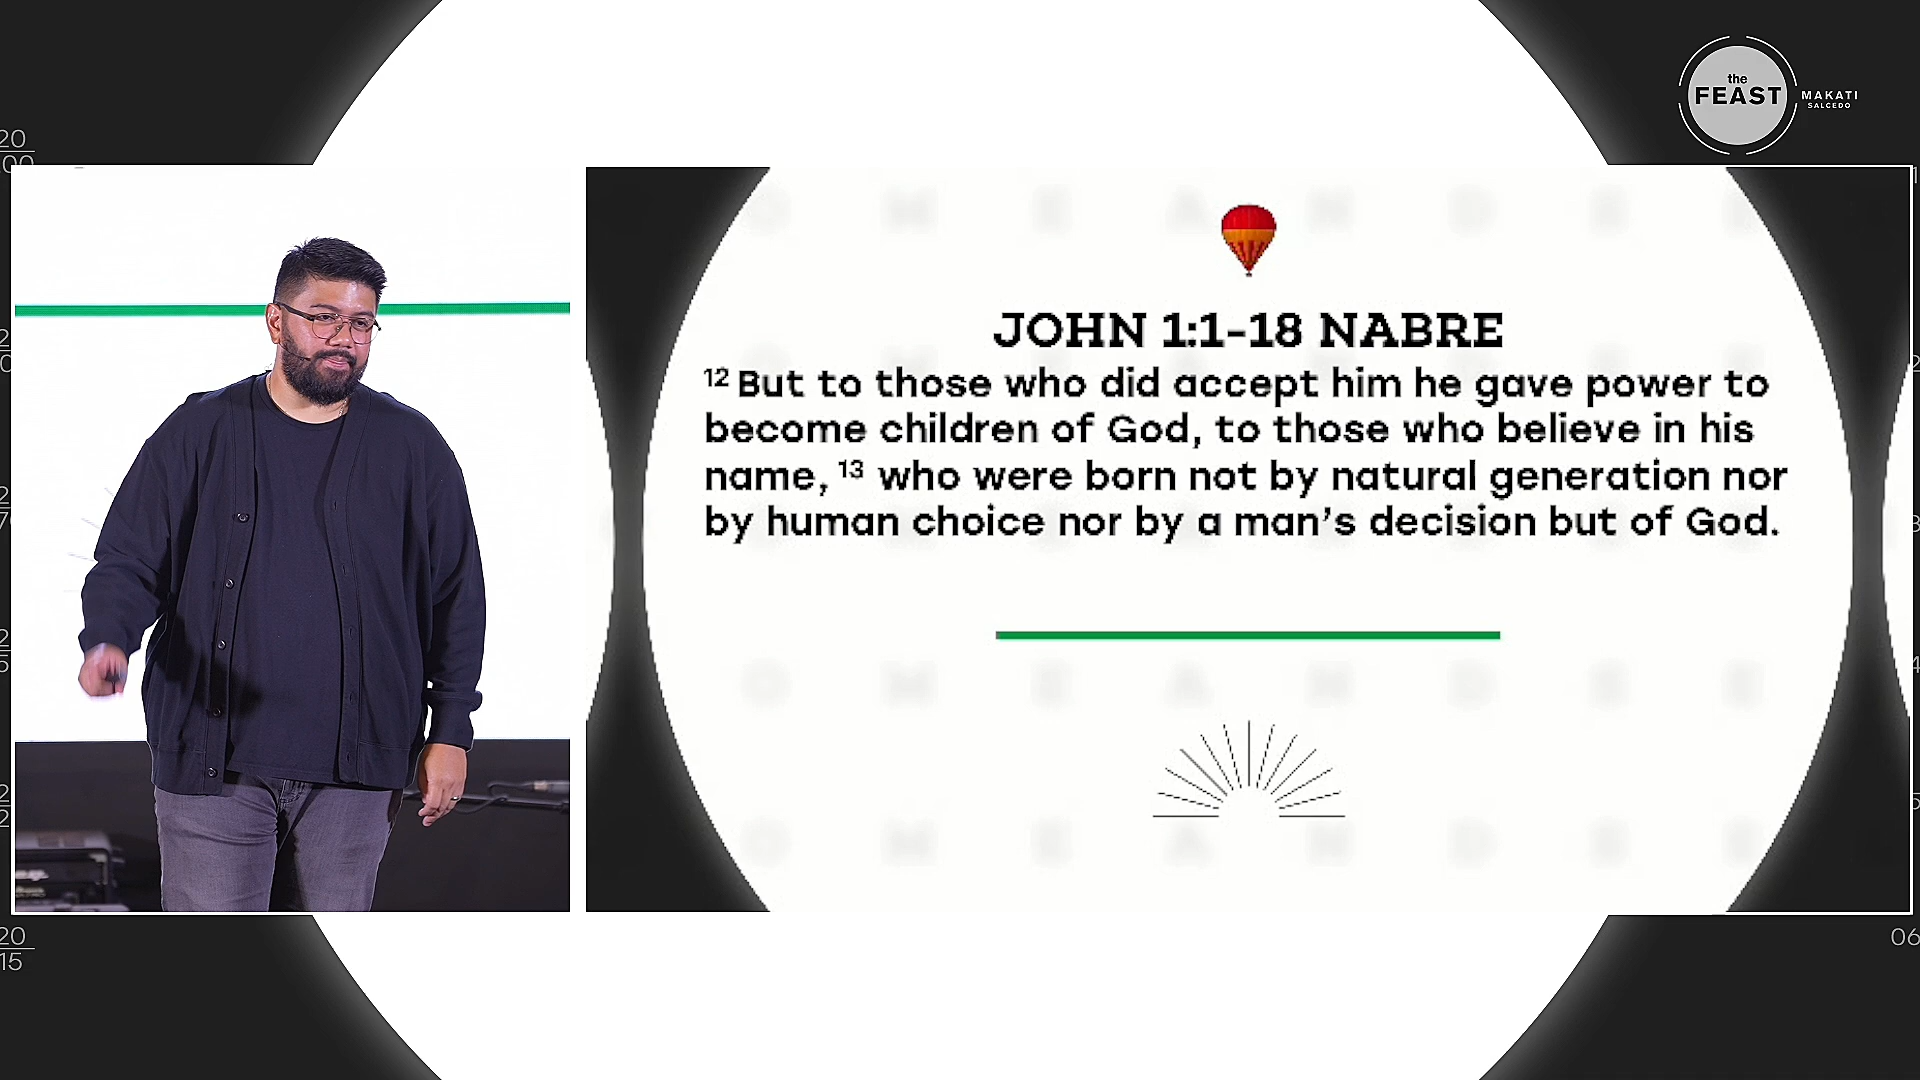 the
FEAST
MAKATI
SALCEDO
20
00
JOHN 1:1-18 NABRE
12 But to those who did accept him he gave power to
become children of God, to those who believe in his
name, 13 who were born not by natural generation nor
by human choice nor by a man’s decision but of God.
O M E A N D S E
O M E A N D S E
O M E A N D S E
20
15
06